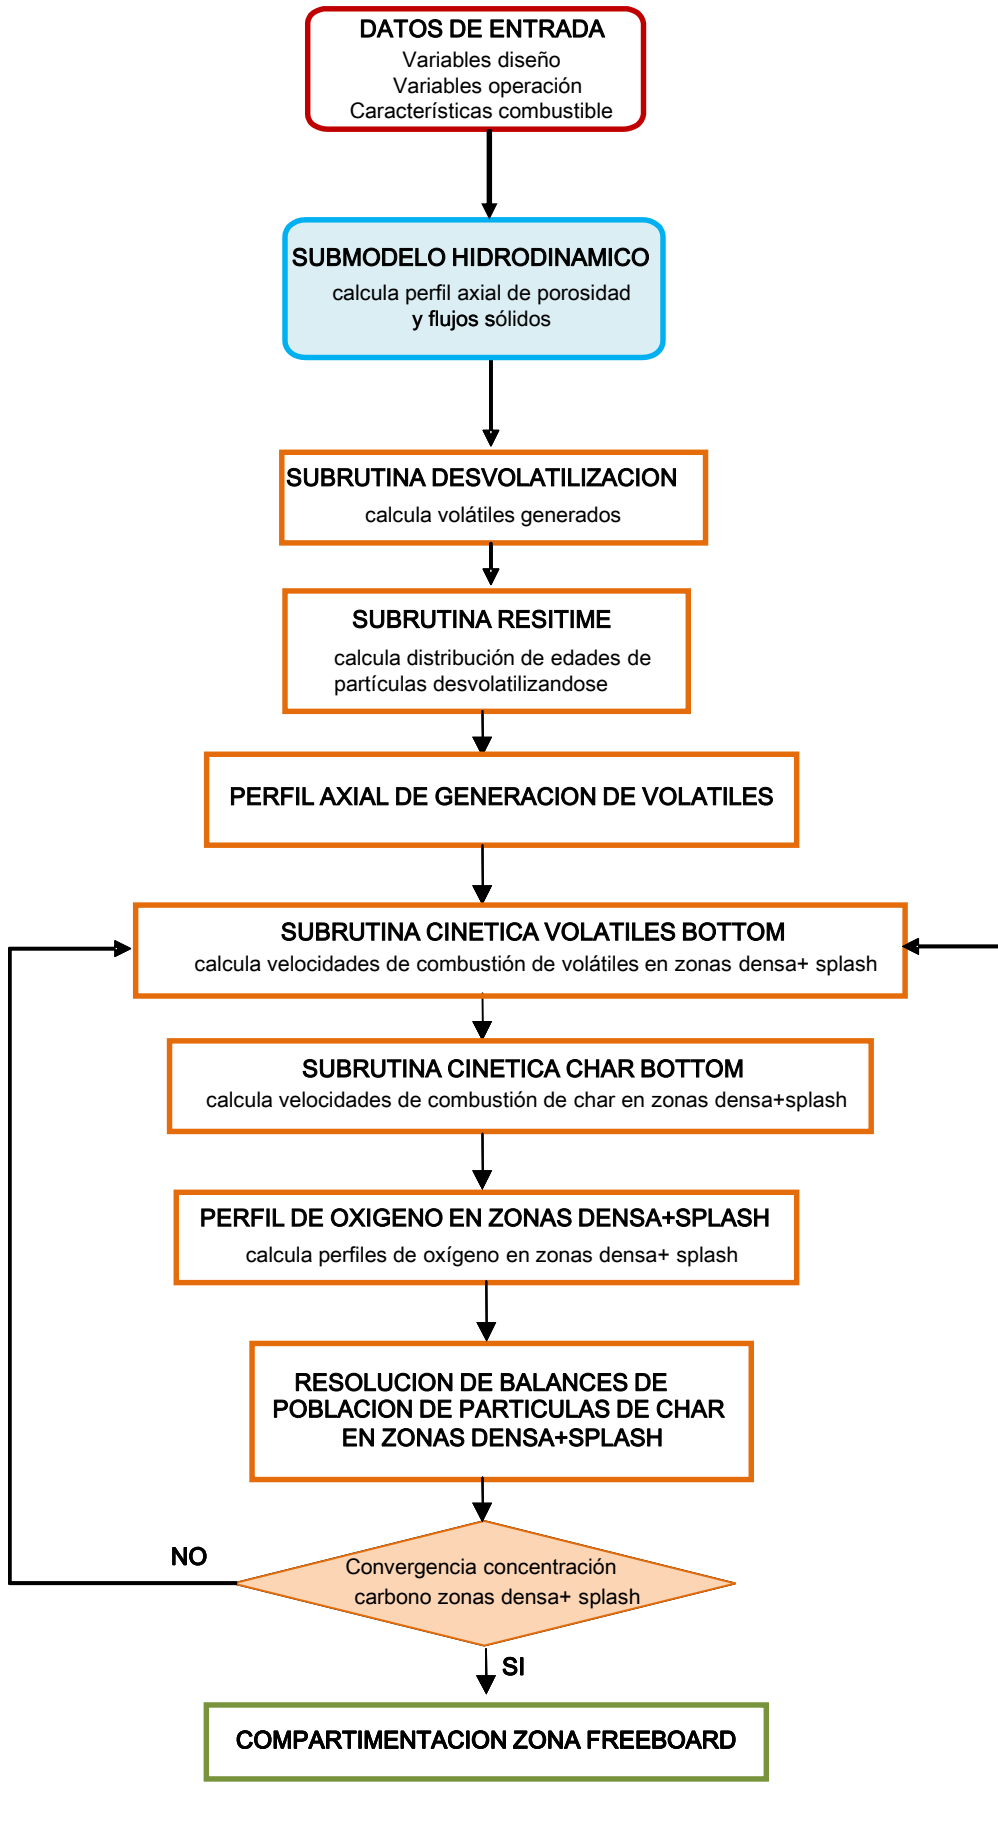 DATOS DE ENTRADA
Variables diseño
Variables operación
Características combustible
SUBMODELO HIDRODINAMICO
calcula perfil axial de porosidad
y flujos sólidos
SUBRUTINA DESVOLATILIZACION
calcula volátiles generados
SUBRUTINA RESITIME
calcula distribución de edades de
partículas desvolatilizandose
PERFIL AXIAL DE GENERACION DE VOLATILES
SUBRUTINA CINETICA VOLATILES BOTTOM
calcula velocidades de combustión de volátiles en zonas densa+ splash
SUBRUTINA CINETICA CHAR BOTTOM
calcula velocidades de combustión de char en zonas densa+splash
PERFIL DE OXIGENO EN ZONAS DENSA+SPLASH
calcula perfiles de oxígeno en zonas densa+ splash
RESOLUCION DE BALANCES DE
POBLACION DE PARTICULAS DE CHAR
EN ZONAS DENSA+SPLASH
NO
Convergencia concentración
carbono zonas densa+ splash
SI
COMPARTIMENTACION ZONA FREEBOARD